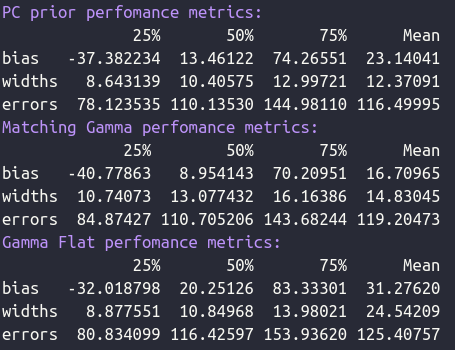 PC prior perfomance metrics:
25% 50% 75% Mean
bias -37.382234 13.46122 74.26551 23.14041
widths 8.643139 10.40575 12.99721 12.37091
errors 78.123535 110.13530 144.98110 116.49995
Matching Gamma perfomance metrics:
25% 50% 75% Mean
bias -40.77863 8.954143 70.20951 16.70965
widths 10.74073 13.077432 16.16386 14.83045
errors 84.87427 110.705206 143.68244 119.20473
Gamma Flat perfomance metrics:
25% 50% 75% Mean
bias -32.018798 20.25126 83.33301 31.27620
widths 8.877551 10.84968 13.98021 24.54209
errors 80.834099 116.42597 153.93620 125.40757